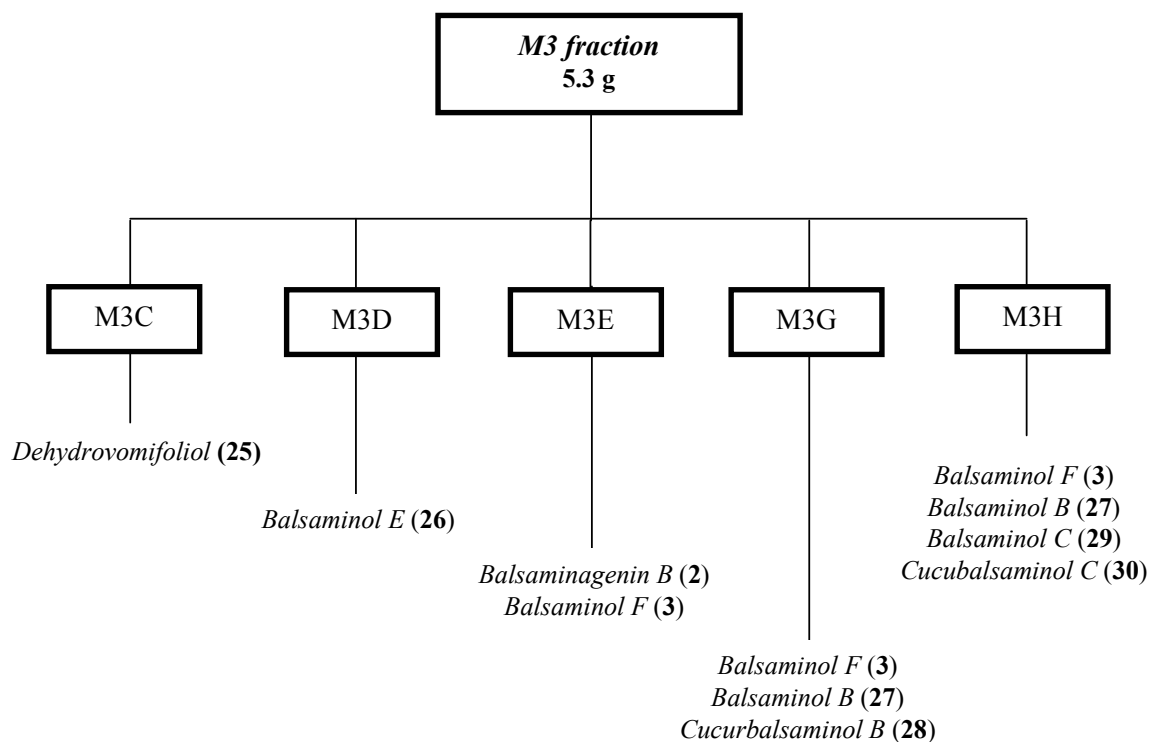 M3 fraction
5.3 g
M3C
M3D
M3E
M3G
M3H
Dehydrovomifoliol (25)
Balsaminol E (26)
Balsaminagenin B (2)
Balsaminol F (3)
Balsaminol F (3)
Balsaminol B (27)
Cucurbalsaminol B (28)
Balsaminol F (3)
Balsaminol B (27)
Balsaminol C (29)
Cucubalsaminol C (30)